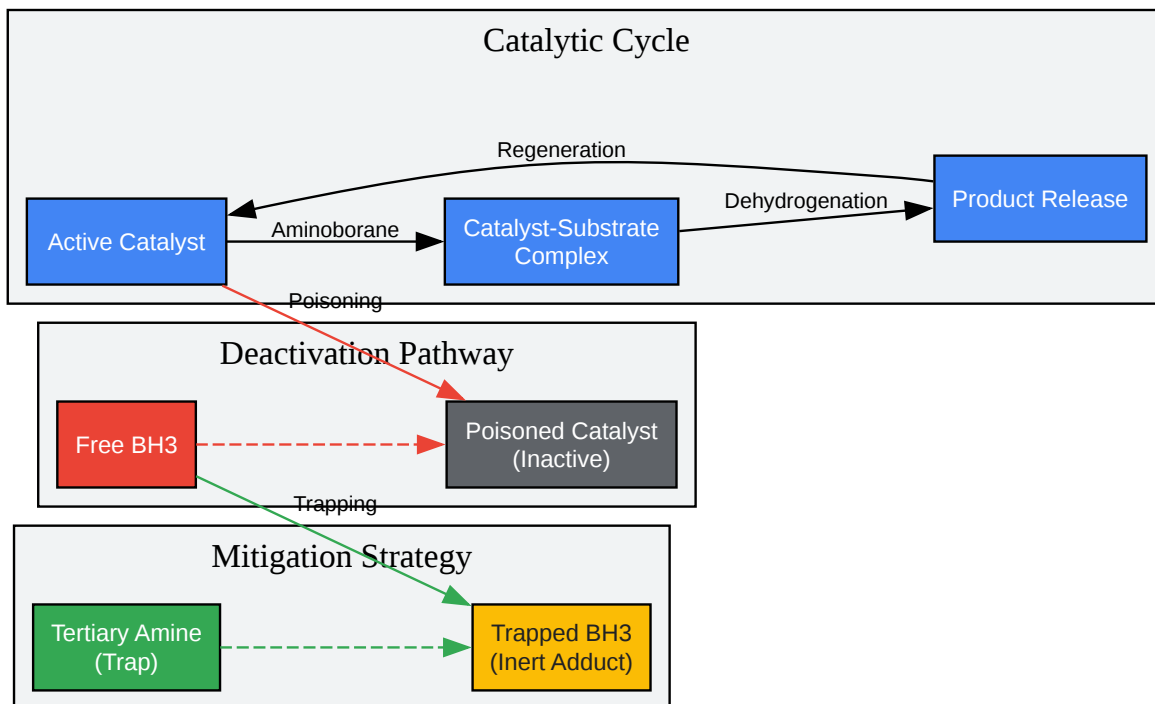 Catalytic Cycle
Regeneration
Dehydrogenation
Product Release
Active Catalyst
Aminoborane
Catalyst-Substrate
Complex
Poisoning
Deactivation Pathway
Free BH3
Poisoned Catalyst
(Inactive)
Trapping
Mitigation Strategy
Tertiary Amine
(Trap)
Trapped BH3
(Inert Adduct)